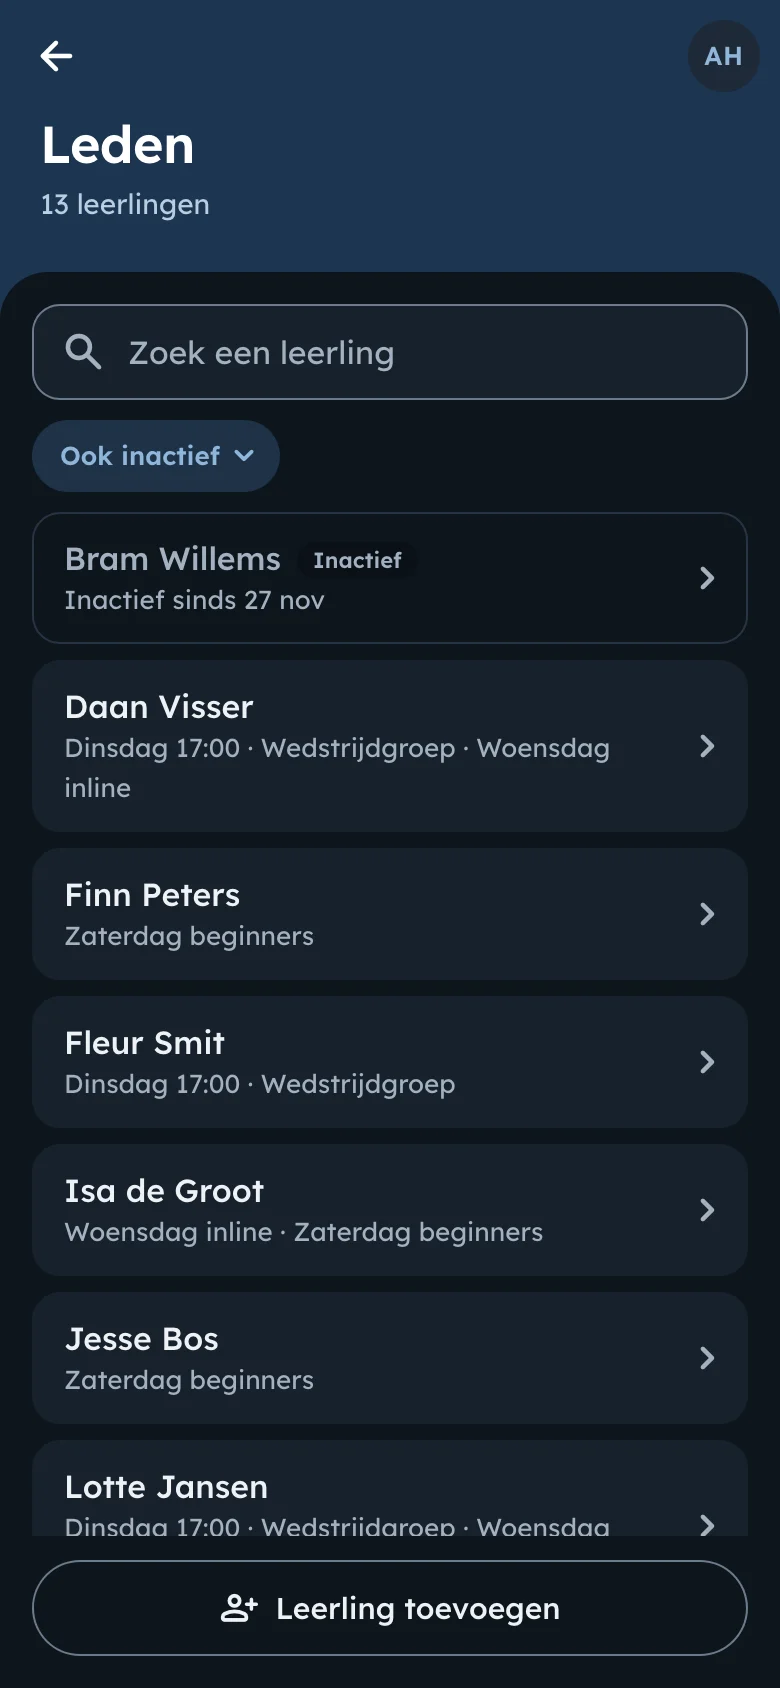 AH
Leden
13 leerlingen
Zoek een leerling
Ook inactief
Bram Willems Inactief
Inactief sinds 27 nov
Daan Visser
Dinsdag 17:00 · Wedstrijdgroep · Woensdag
inline
Finn Peters
Zaterdag beginners
Fleur Smit
Dinsdag 17:00 · Wedstrijdgroep
Isa de Groot
Woensdag inline · Zaterdag beginners
Jesse Bos
Zaterdag beginners
Lotte Jansen
Dinsdag 17:00 · Wedstrijdgroep · Woensdag
Leerling toevoegen